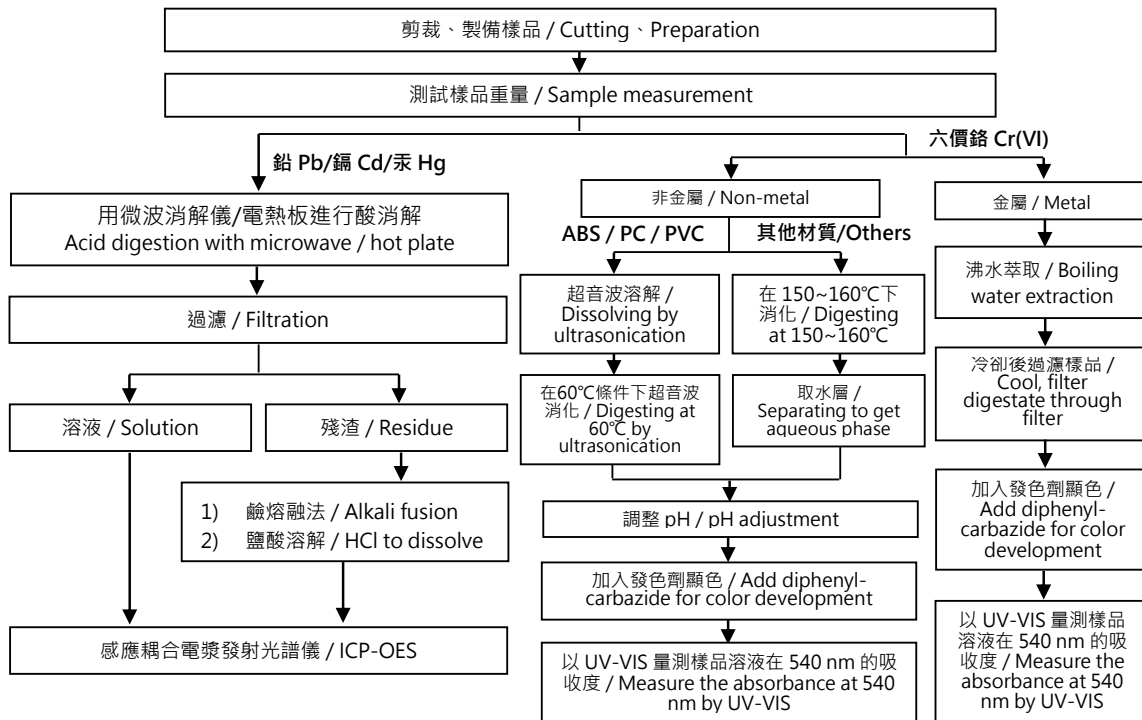 剪裁、製備樣品 / Cutting、Preparation
測試樣品重量 / Sample measurement
鉛 Pb/鎘 Cd/汞 Hg
六價鉻 Cr(VI)
用微波消解儀/電熱板進行酸消解
Acid digestion with microwave / hot plate
過濾 / Filtration
溶液 / Solution
殘渣 / Residue
1) 鹼熔融法 / Alkali fusion
2) 鹽酸溶解 / HCl to dissolve
感應耦合電漿發射光譜儀 / ICP-OES
非金屬 / Non-metal
ABS / PC / PVC
其他材質/Others
超音波溶解 /
Dissolving by
ultrasonication
在60℃條件下超音波
消化 / Digesting at
60℃ by
ultrasonication
在 150~160℃下
消化 / Digesting
at 150~160℃
取水層 /
Separating to get
aqueous phase
調整 pH / pH adjustment
加入發色劑顯色 / Add diphenyl-
carbazide for color development
以 UV-VIS 量測樣品溶液在 540 nm 的吸
收度 / Measure the absorbance at 540
nm by UV-VIS
金屬 / Metal
沸水萃取 / Boiling
water extraction
冷卻後過濾樣品 /
Cool, filter
digestate through
filter
加入發色劑顯色 /
Add diphenyl-
carbazide for color
development
以 UV-VIS 量測樣品
溶液在 540 nm 的吸
收度 / Measure the
absorbance at 540
nm by UV-VIS